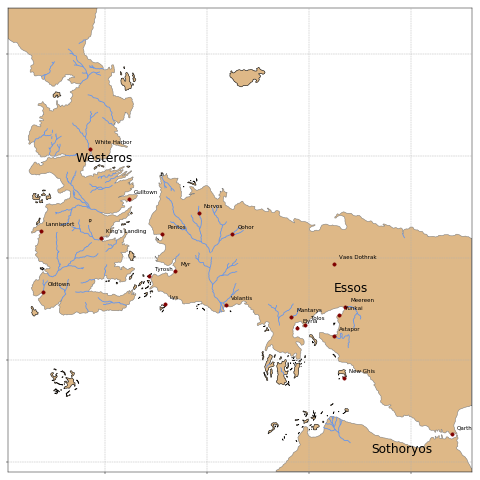 White Harbor
Westeros
Gulltown
Norvos
Lannisport
King's Landing
Pentos
Qohor
Vaes Dothrak
Tyrosh
Myr
Oldtown
Essos
Lys
Volantis
Meereen
Yunkai
Mantarys
Tolos
Elyria
Astapor
New Ghis
Qarth
Sothoryos